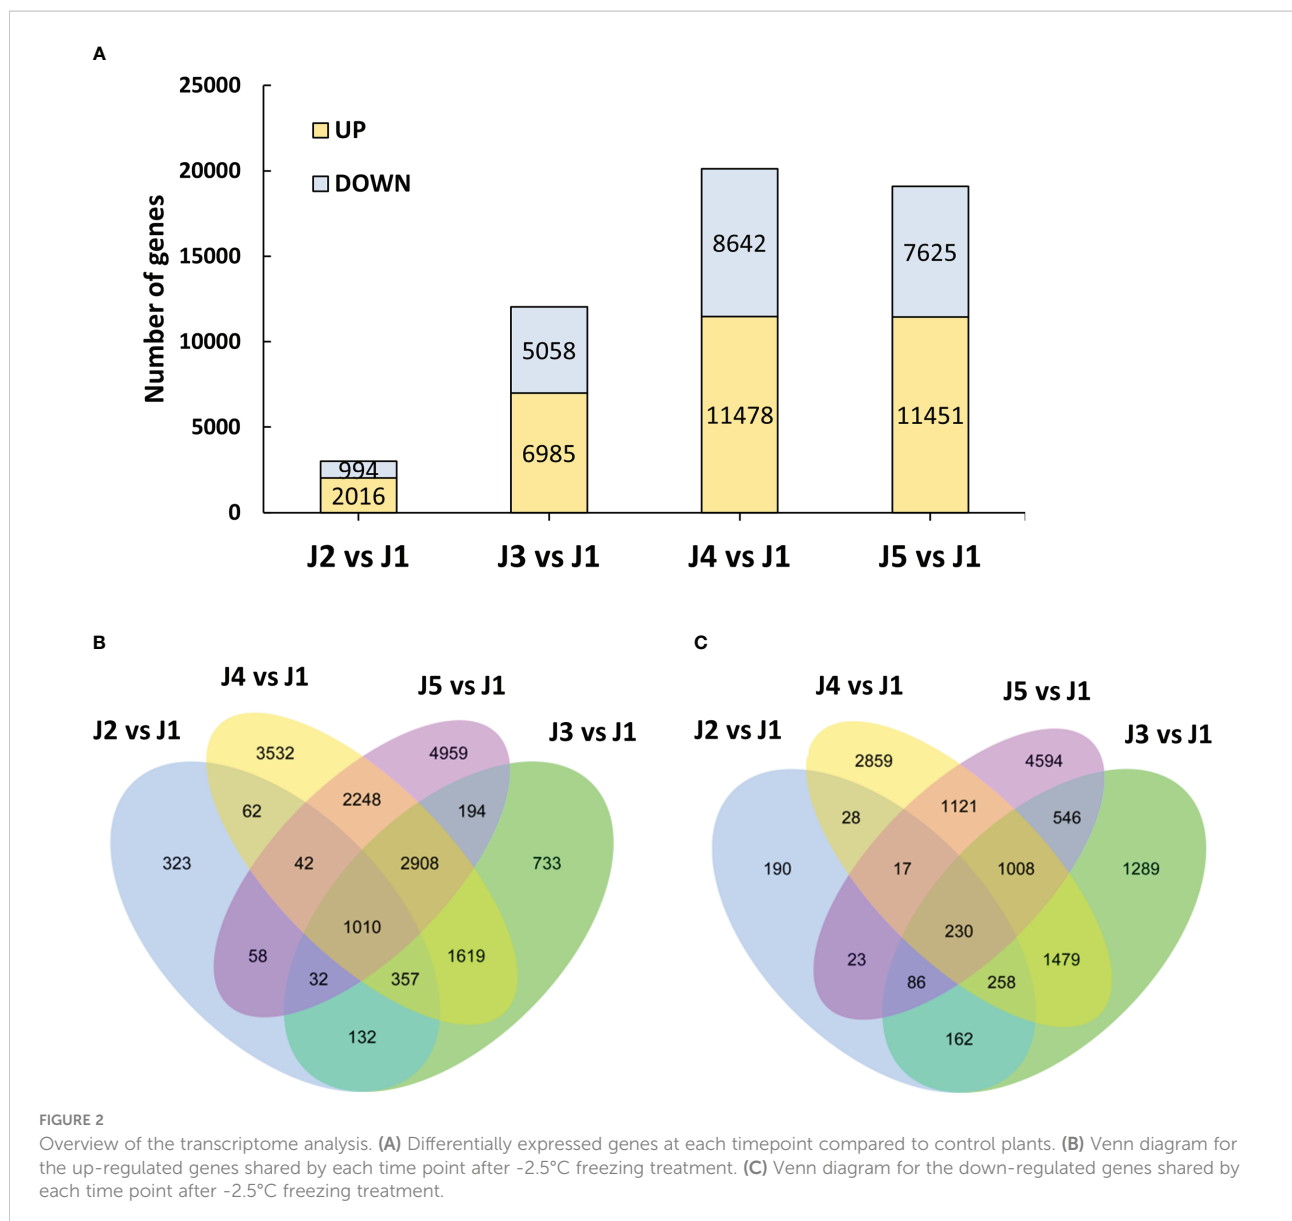 A
25000
20000
15000
10000
5000
0
Number of genes
UP
DOWN
994
2016
5058
6985
8642
11478
7625
11451
J2 vs J1
J3 vs J1
J4 vs J1
J5 vs J1
B
J4 vs J1
J5 vs J1
J2 vs J1
J3 vs J1
3532
4959
62
2248
194
323
42
2908
733
1010
58
32
357
1619
132
C
J4 vs J1
J5 vs J1
J2 vs J1
J3 vs J1
2859
4594
28
1121
546
190
17
1008
1289
230
23
86
258
1479
162
FIGURE 2
Overview of the transcriptome analysis. (A) Differentially expressed genes at each timepoint compared to control plants. (B) Venn diagram for
the up-regulated genes shared by each time point after -2.5°C freezing treatment. (C) Venn diagram for the down-regulated genes shared by
each time point after -2.5°C freezing treatment.